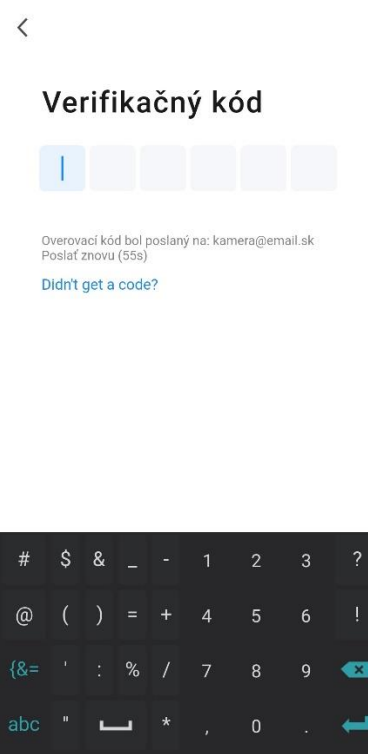 Verifikačný kód
Overovací kód bol poslaný na: kamera@email.sk
Poslať znovu (55s)
Didn't get a code?
# $ & _ - 1 2 3 ?
@ ( ) = + 4 5 6 !
{&= ' : % / 7 8 9
abc " * , 0 .